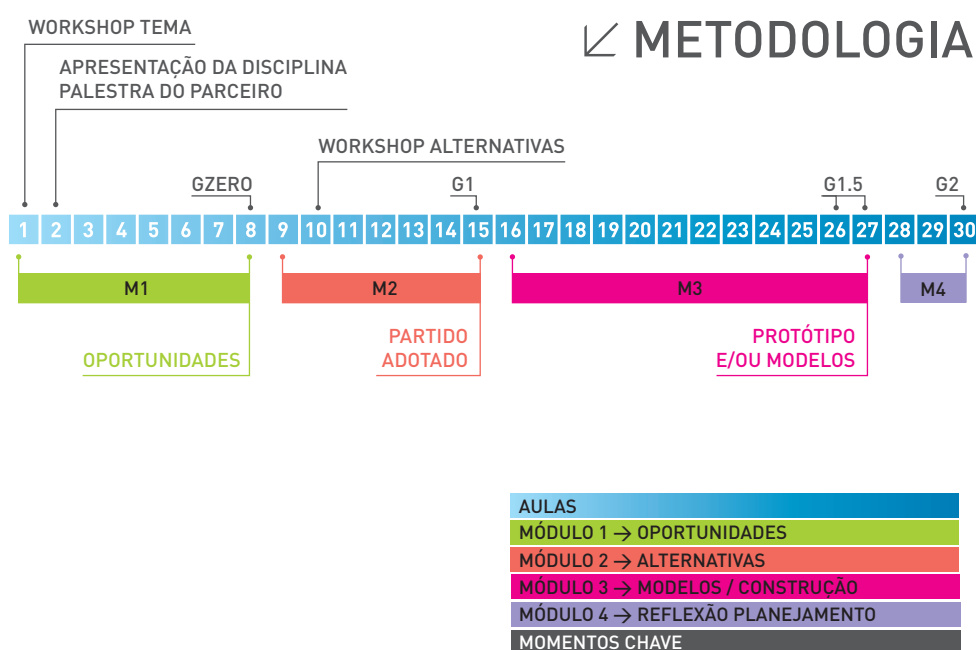 WORKSHOP TEMA
METODOLOGIA
APRESENTAÇÃO DA DISCIPLINA
PALESTRA DO PARCEIRO
WORKSHOP ALTERNATIVAS
GZERO G1 G1.5 G2
1 2 3 4 5 6 7 8 9 10 11 12 13 14 15 16 17 18 19 20 21 22 23 24 25 26 27 28 29 30
M1 M2 M3 M4
OPORTUNIDADES
PARTIDO
ADOTADO
PROTÓTIPO
E/OU MODELOS
AULAS
MÓDULO 1 → OPORTUNIDADES
MÓDULO 2 → ALTERNATIVAS
MÓDULO 3 → MODELOS / CONSTRUÇÃO
MÓDULO 4 → REFLEXÃO PLANEJAMENTO
MOMENTOS CHAVE